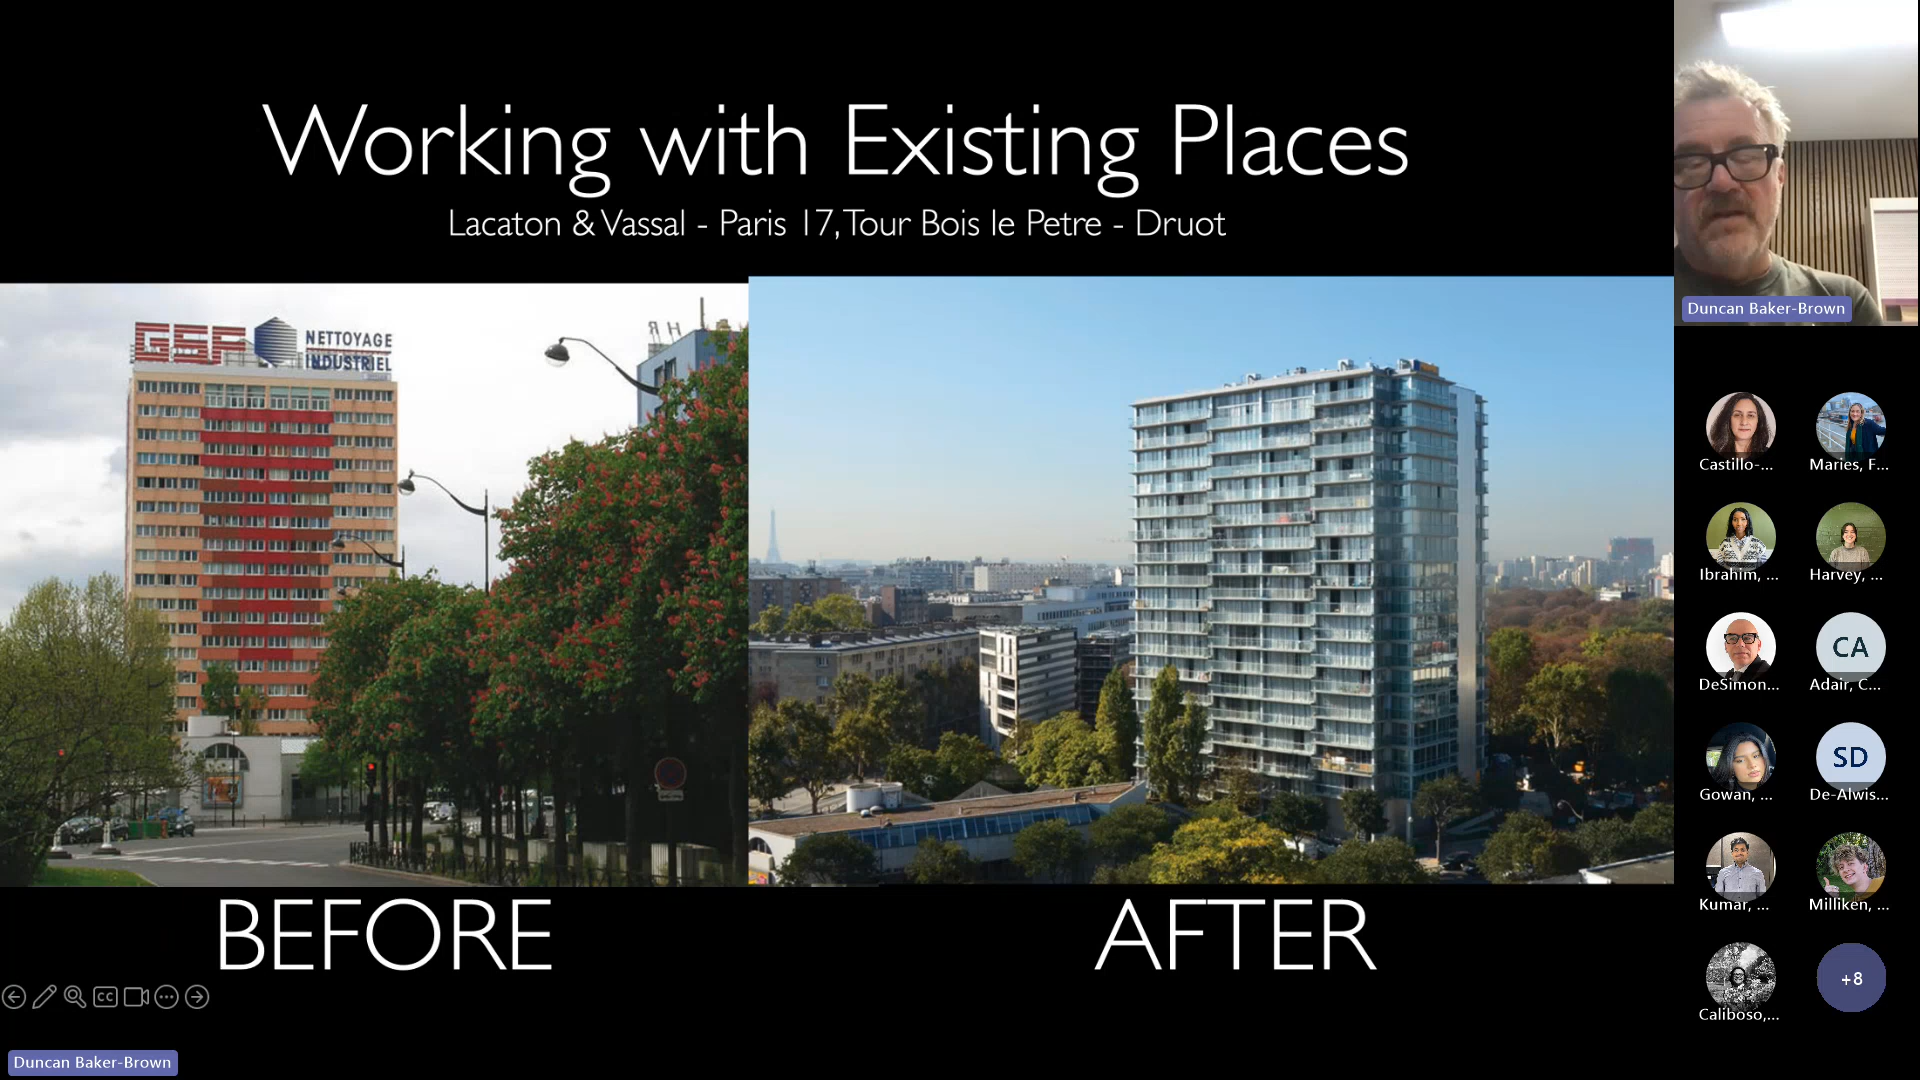 Working with Existing Places
Lacaton & Vassal - Paris 17, Tour Bois le Petre - Druot
GSF
NETTOYAGE
INDUSTRIEL
BEFORE
AFTER
CC
Duncan Baker-Brown
Duncan Baker-Brown
Castillo-...
Maries, F...
Ibrahim, ...
Harvey, ...
DeSimon...
CA
Adair, C...
Gowan, ...
SD
De-Alwis...
Kumar, ...
Milliken, ...
Caliboso,...
+8